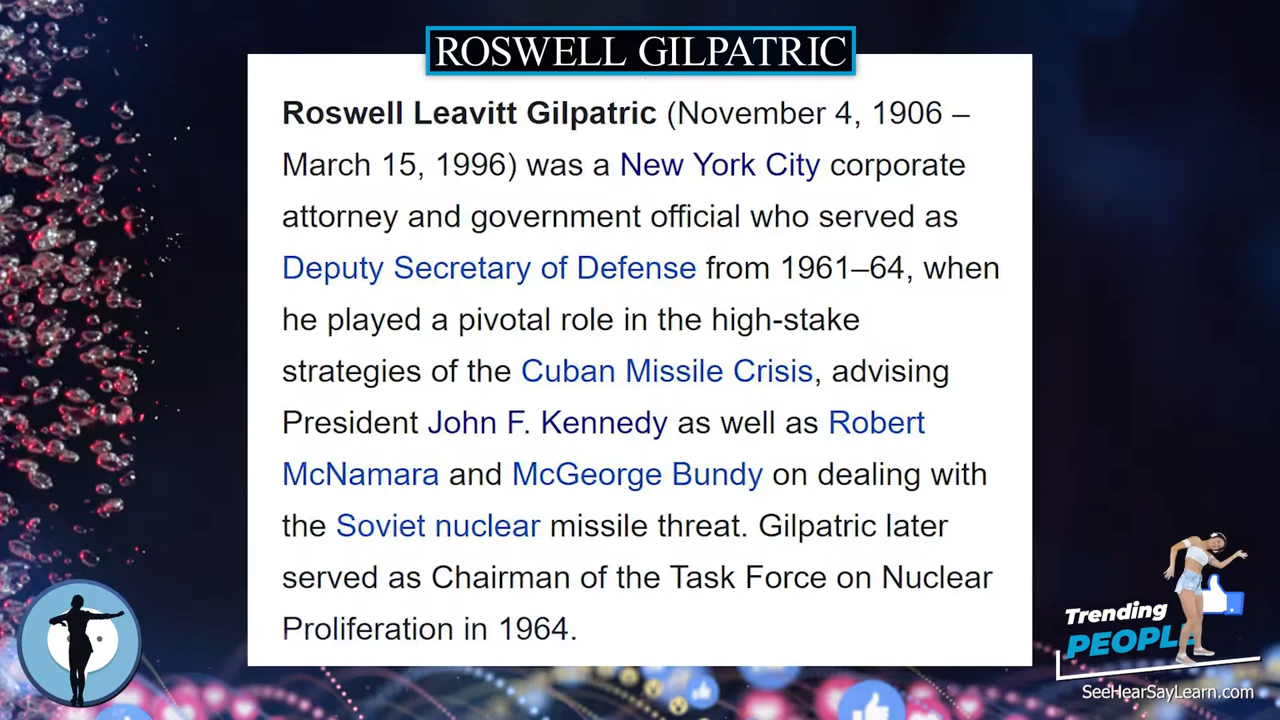 ROSWELL GILPATRIC
Roswell Leavitt Gilpatric (November 4, 1906 –
March 15, 1996) was a New York City corporate
attorney and government official who served as
Deputy Secretary of Defense from 1961–64, when
he played a pivotal role in the high-stake
strategies of the Cuban Missile Crisis, advising
President John F. Kennedy as well as Robert
McNamara and McGeorge Bundy on dealing with
the Soviet nuclear missile threat. Gilpatric later
served as Chairman of the Task Force on Nuclear
Proliferation in 1964.
Trending
PEOPL
SeeHearSayLearn.com